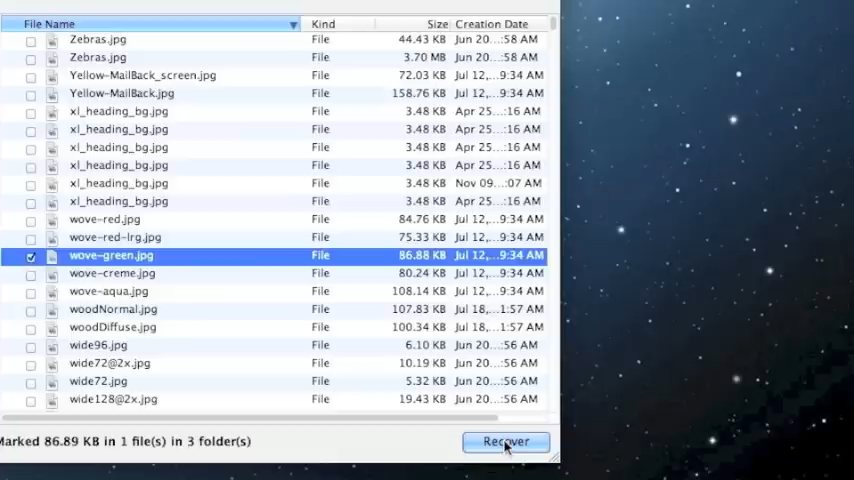 File Name Kind Size Creation Date
Zebras.jpg File 44.43 KB Jun 20...:58 AM
Zebras.jpg File 3.70 MB Jun 20...:58 AM
Yellow-MailBack_screen.jpg File 72.03 KB Jul 12,...9:34 AM
Yellow-MailBack.jpg File 158.76 KB Jul 12,...9:34 AM
xl_heading_bg.jpg File 3.48 KB Apr 25...:16 AM
xl_heading_bg.jpg File 3.48 KB Apr 25...:16 AM
xl_heading_bg.jpg File 3.48 KB Apr 25...:16 AM
xl_heading_bg.jpg File 3.48 KB Apr 25...:16 AM
xl_heading_bg.jpg File 3.48 KB Nov 09...:07 AM
xl_heading_bg.jpg File 3.48 KB Apr 25...:16 AM
wove-red.jpg File 84.76 KB Jul 12,...9:34 AM
wove-red-lrg.jpg File 75.33 KB Jul 12,...9:34 AM
wove-green.jpg File 86.88 KB Jul 12,...9:34 AM
wove-creme.jpg File 80.24 KB Jul 12,...9:34 AM
wove-aqua.jpg File 108.14 KB Jul 12,...9:34 AM
woodNormal.jpg File 107.83 KB Jul 18,...1:57 AM
woodDiffuse.jpg File 100.34 KB Jul 18,...1:57 AM
wide96.jpg File 6.10 KB Jun 20...:56 AM
wide72@2x.jpg File 10.19 KB Jun 20...:56 AM
wide72.jpg File 5.32 KB Jun 20...:56 AM
wide128@2x.jpg File 19.43 KB Jun 20...:56 AM
Marked 86.89 KB in 1 file(s) in 3 folder(s) Recover